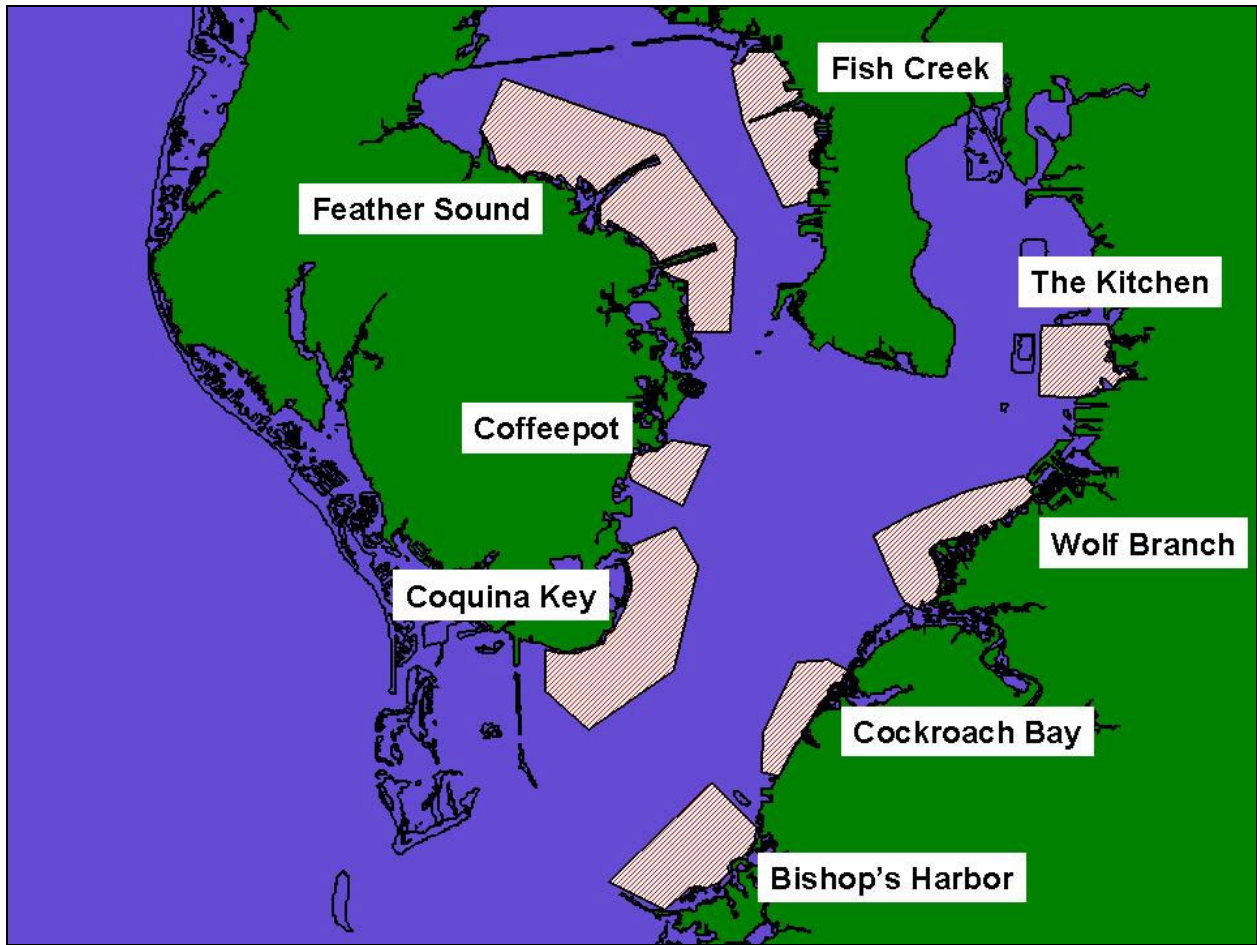 Fish Creek
Feather Sound
The Kitchen
Coffeepot
Wolf Branch
Coquina Key
Cockroach Bay
Bishop's Harbor